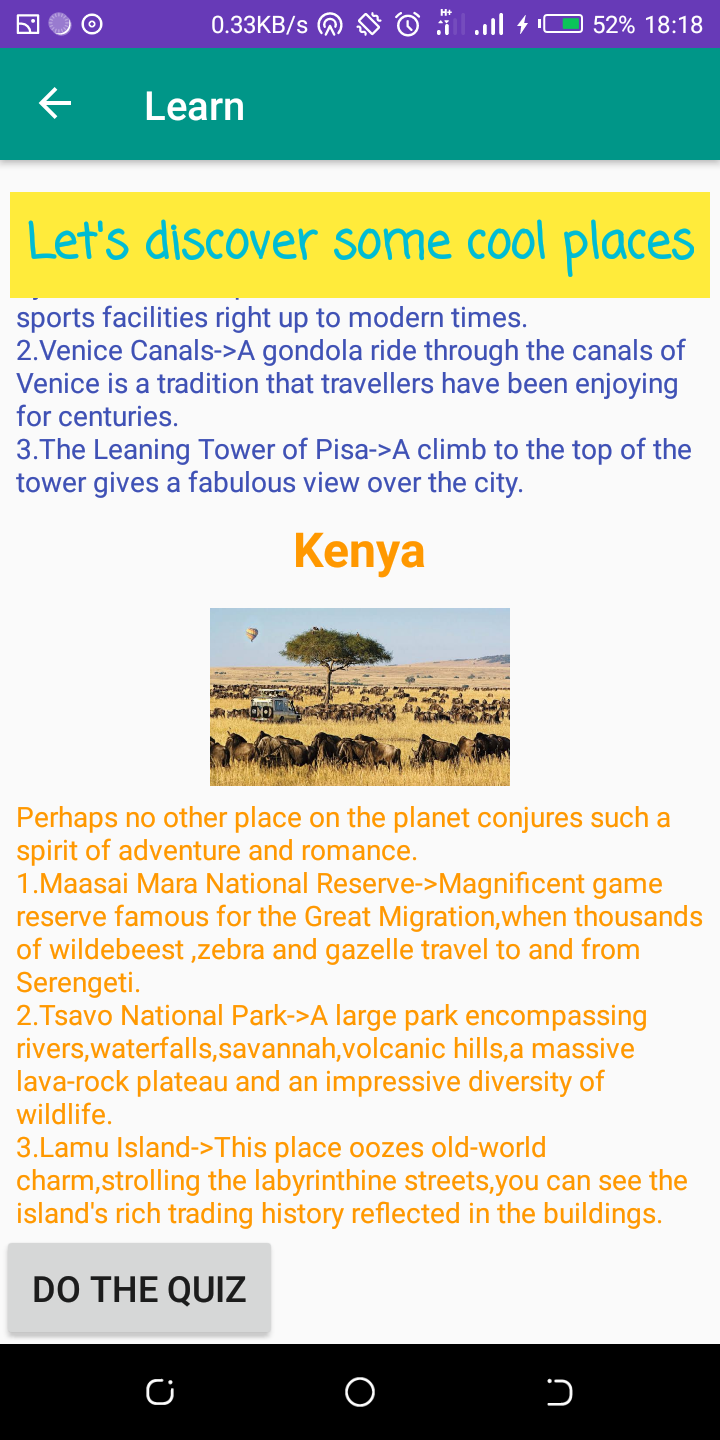 0.33KB/s H+ 52% 18:18
Learn
Let's discover some cool places
sports facilities right up to modern times.
2.Venice Canals->A gondola ride through the canals of
Venice is a tradition that travellers have been enjoying
for centuries.
3.The Leaning Tower of Pisa->A climb to the top of the
tower gives a fabulous view over the city.
Kenya
Perhaps no other place on the planet conjures such a
spirit of adventure and romance.
1.Maasai Mara National Reserve->Magnificent game
reserve famous for the Great Migration,when thousands
of wildebeest ,zebra and gazelle travel to and from
Serengeti.
2.Tsavo National Park->A large park encompassing
rivers,waterfalls,savannah,volcanic hills,a massive
lava-rock plateau and an impressive diversity of
wildlife.
3.Lamu Island->This place oozes old-world
charm,strolling the labyrinthine streets,you can see the
island's rich trading history reflected in the buildings.
DO THE QUIZ